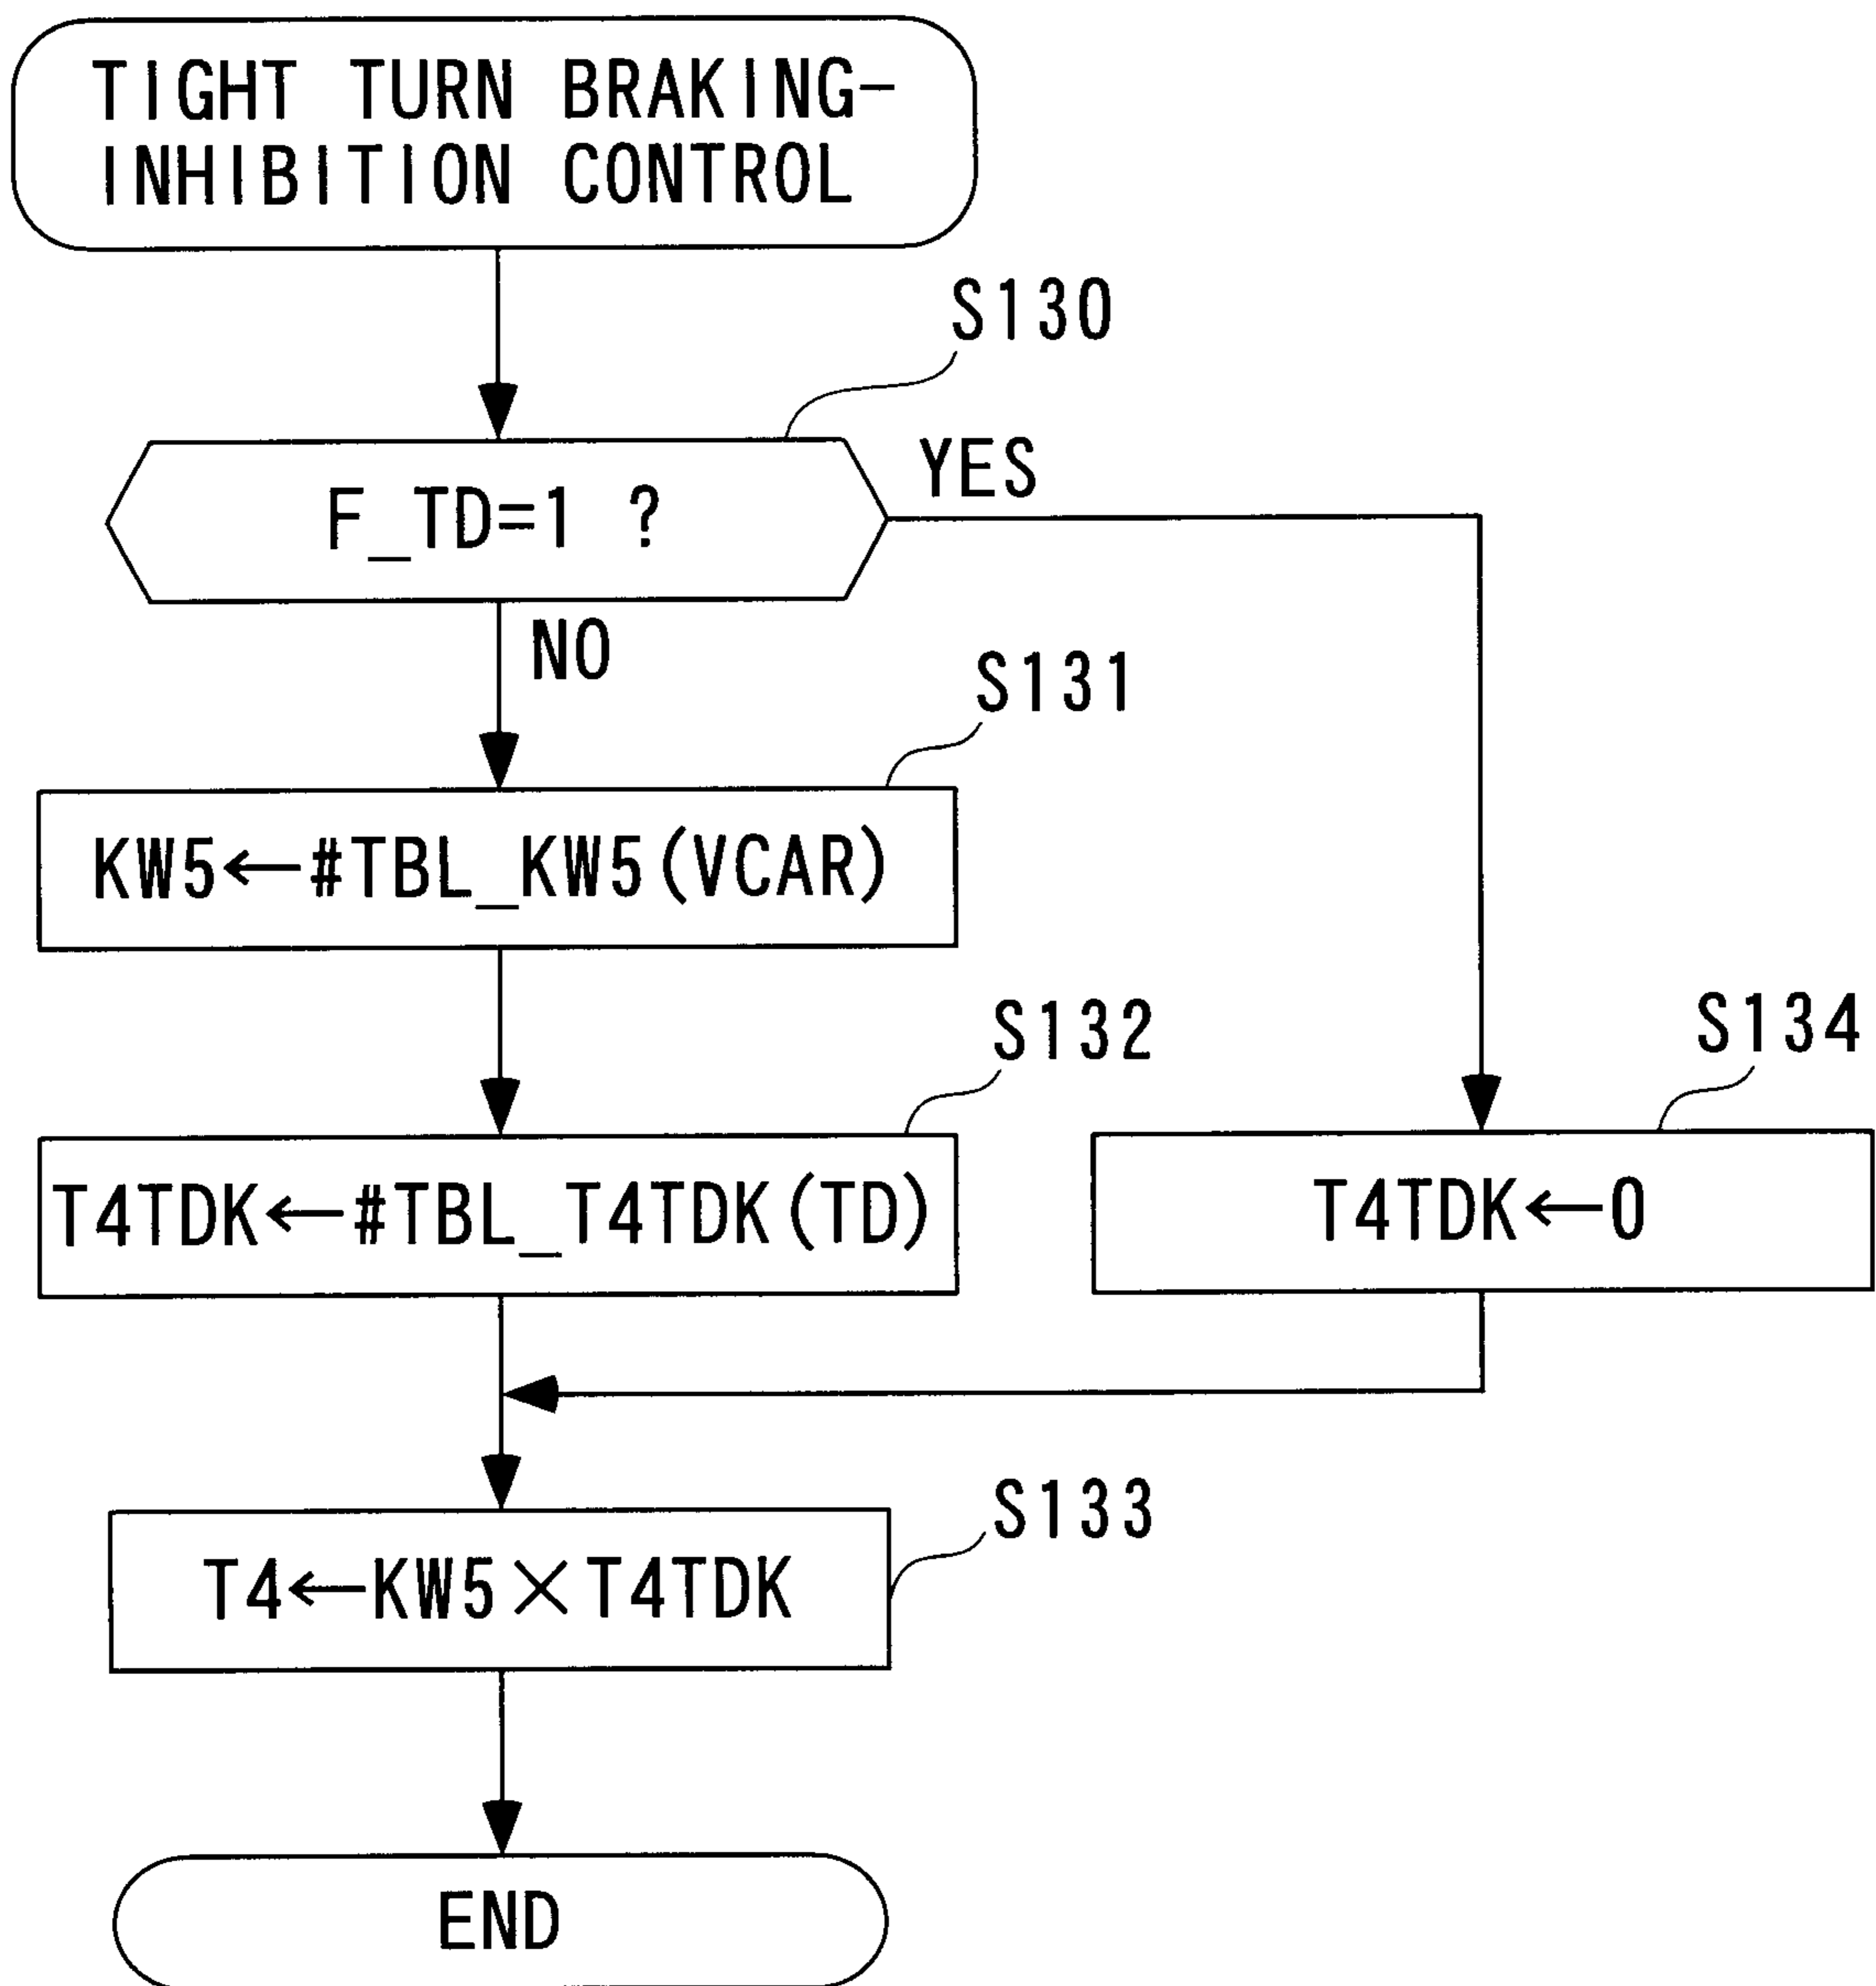 TIGHT TURN BRAKING-
INHIBITION CONTROL
S130
F_TD=1 ?
YES
NO
S131
KW5←#TBL_KW5(VCAR)
S132
T4TDK←#TBL_T4TDK(TD)
S134
T4TDK←0
S133
T4←KW5×T4TDK
END